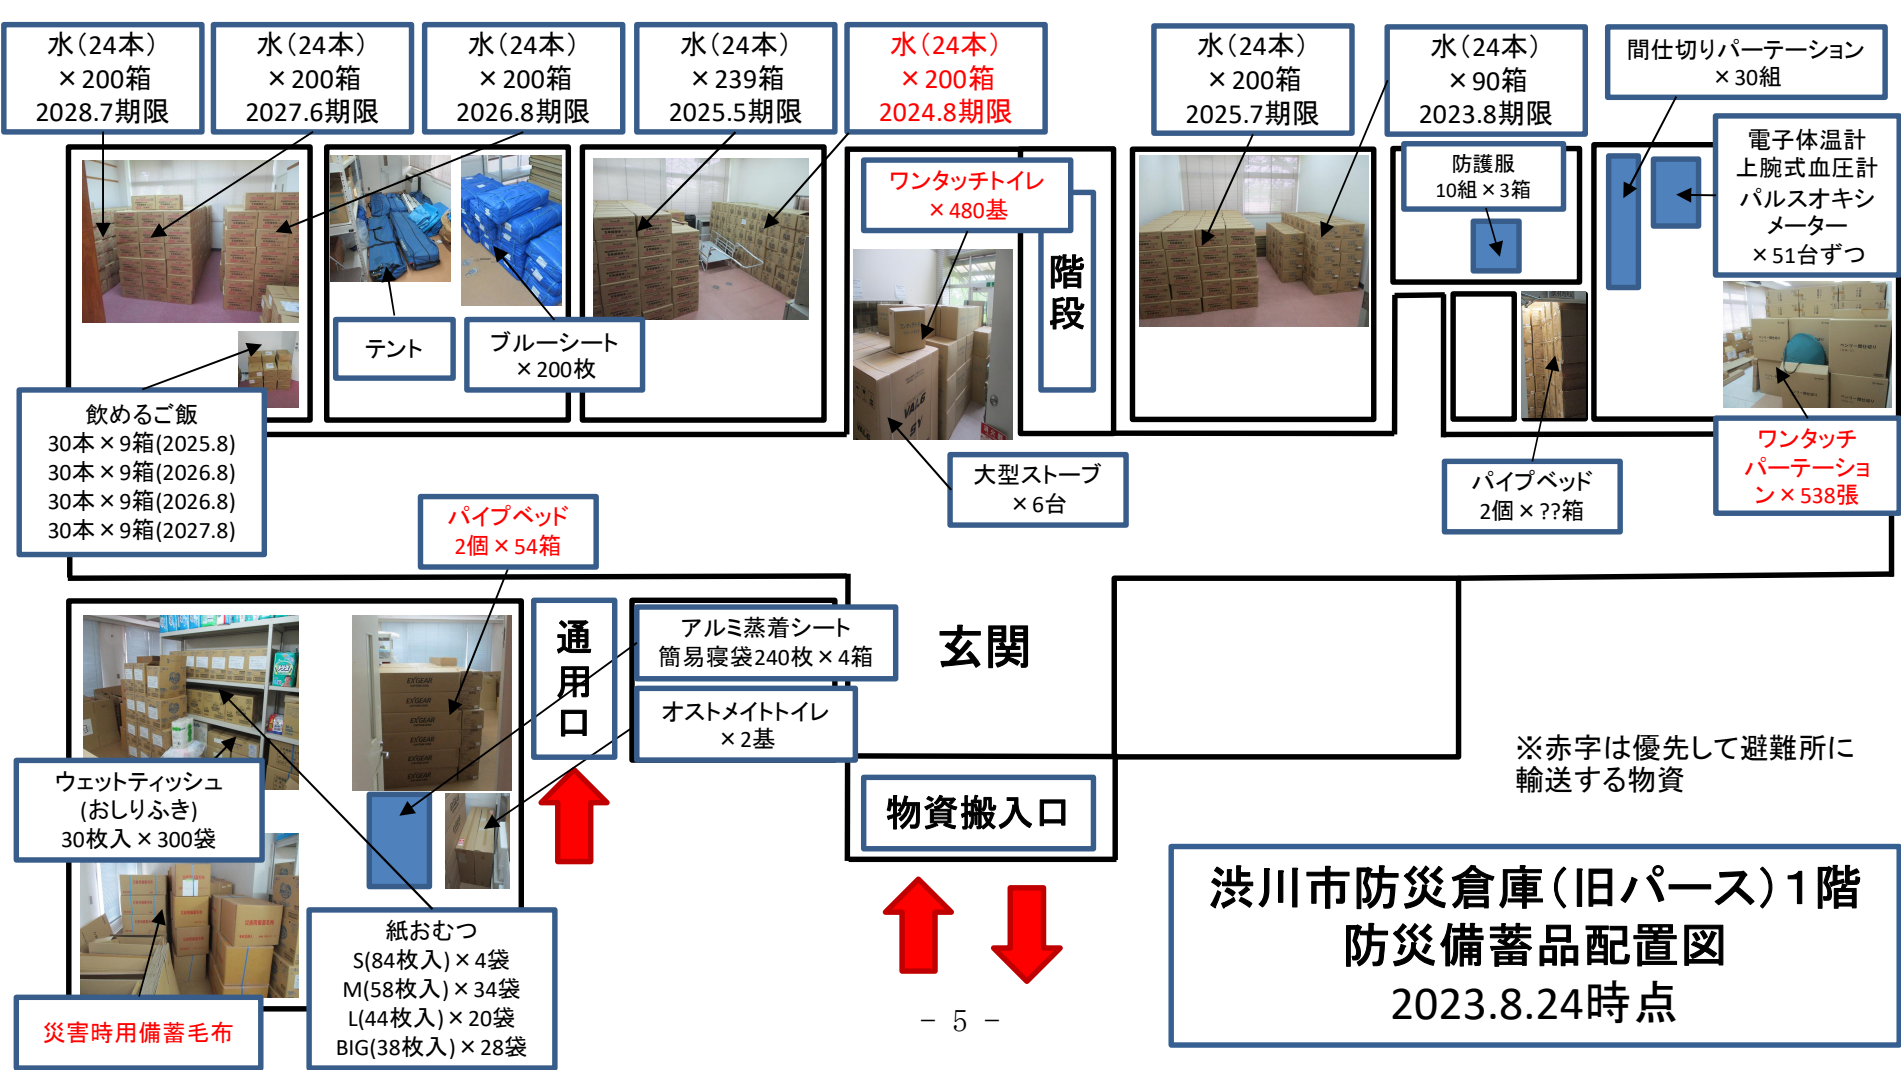 水(24本)
×200箱
2028.7期限
水(24本)
×200箱
2027.6期限
水(24本)
×200箱
2026.8期限
水(24本)
×239箱
2025.5期限
水(24本)
×200箱
2024.8期限
水(24本)
×200箱
2025.7期限
水(24本)
×90箱
2023.8期限
間仕切りパーテーション
×30組
電子体温計
上腕式血圧計
パルスオキシ
メーター
×51台ずつ
防護服
10組×3箱
ワンタッチトイレ
×480基
階段
テント
ブルーシート
×200枚
飲めるご飯
30本×9箱(2025.8)
30本×9箱(2026.8)
30本×9箱(2026.8)
30本×9箱(2027.8)
大型ストーブ
×6台
パイプベッド
2個×??箱
ワンタッチ
パーテーショ
ン×538張
パイプベッド
2個×54箱
通用口
アルミ蒸着シート
簡易寝袋240枚×4箱
オストメイトトイレ
×2基
玄関
物資搬入口
ウェットティッシュ
(おしりふき)
30枚入×300袋
災害時用備蓄毛布
紙おむつ
S(84枚入)×4袋
M(58枚入)×34袋
L(44枚入)×20袋
BIG(38枚入)×28袋
※赤字は優先して避難所に
輸送する物資
渋川市防災倉庫(旧パース)1階
防災備蓄品配置図
2023.8.24時点
- 5 -